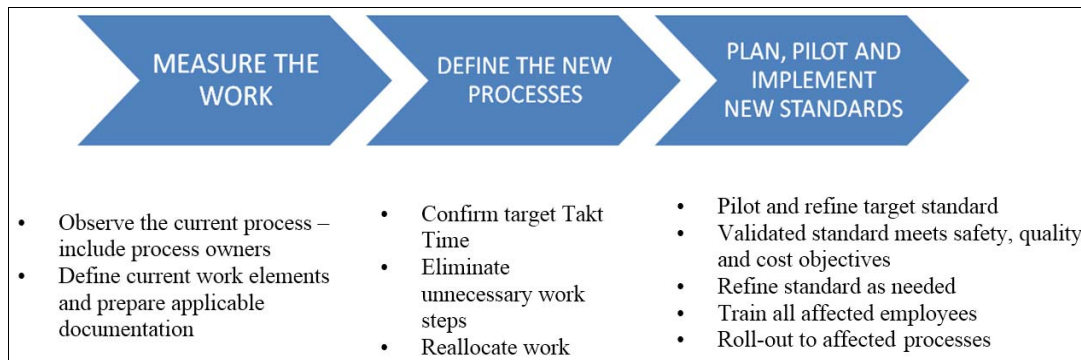 MEASURE THE
WORK
DEFINE THE NEW
PROCESSES
PLAN, PILOT AND
IMPLEMENT
NEW STANDARDS
• Observe the current process –
include process owners
• Define current work elements
and prepare applicable
documentation
• Confirm target Takt
Time
• Eliminate
unnecessary work
steps
• Reallocate work
• Pilot and refine target standard
• Validated standard meets safety, quality
and cost objectives
• Refine standard as needed
• Train all affected employees
• Roll-out to affected processes